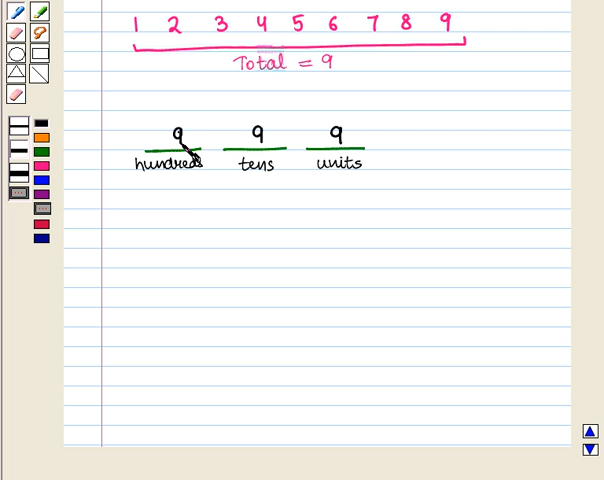 1 2 3 4 5 6 7 8 9
Total = 9
9 9 9
hundreds tens units